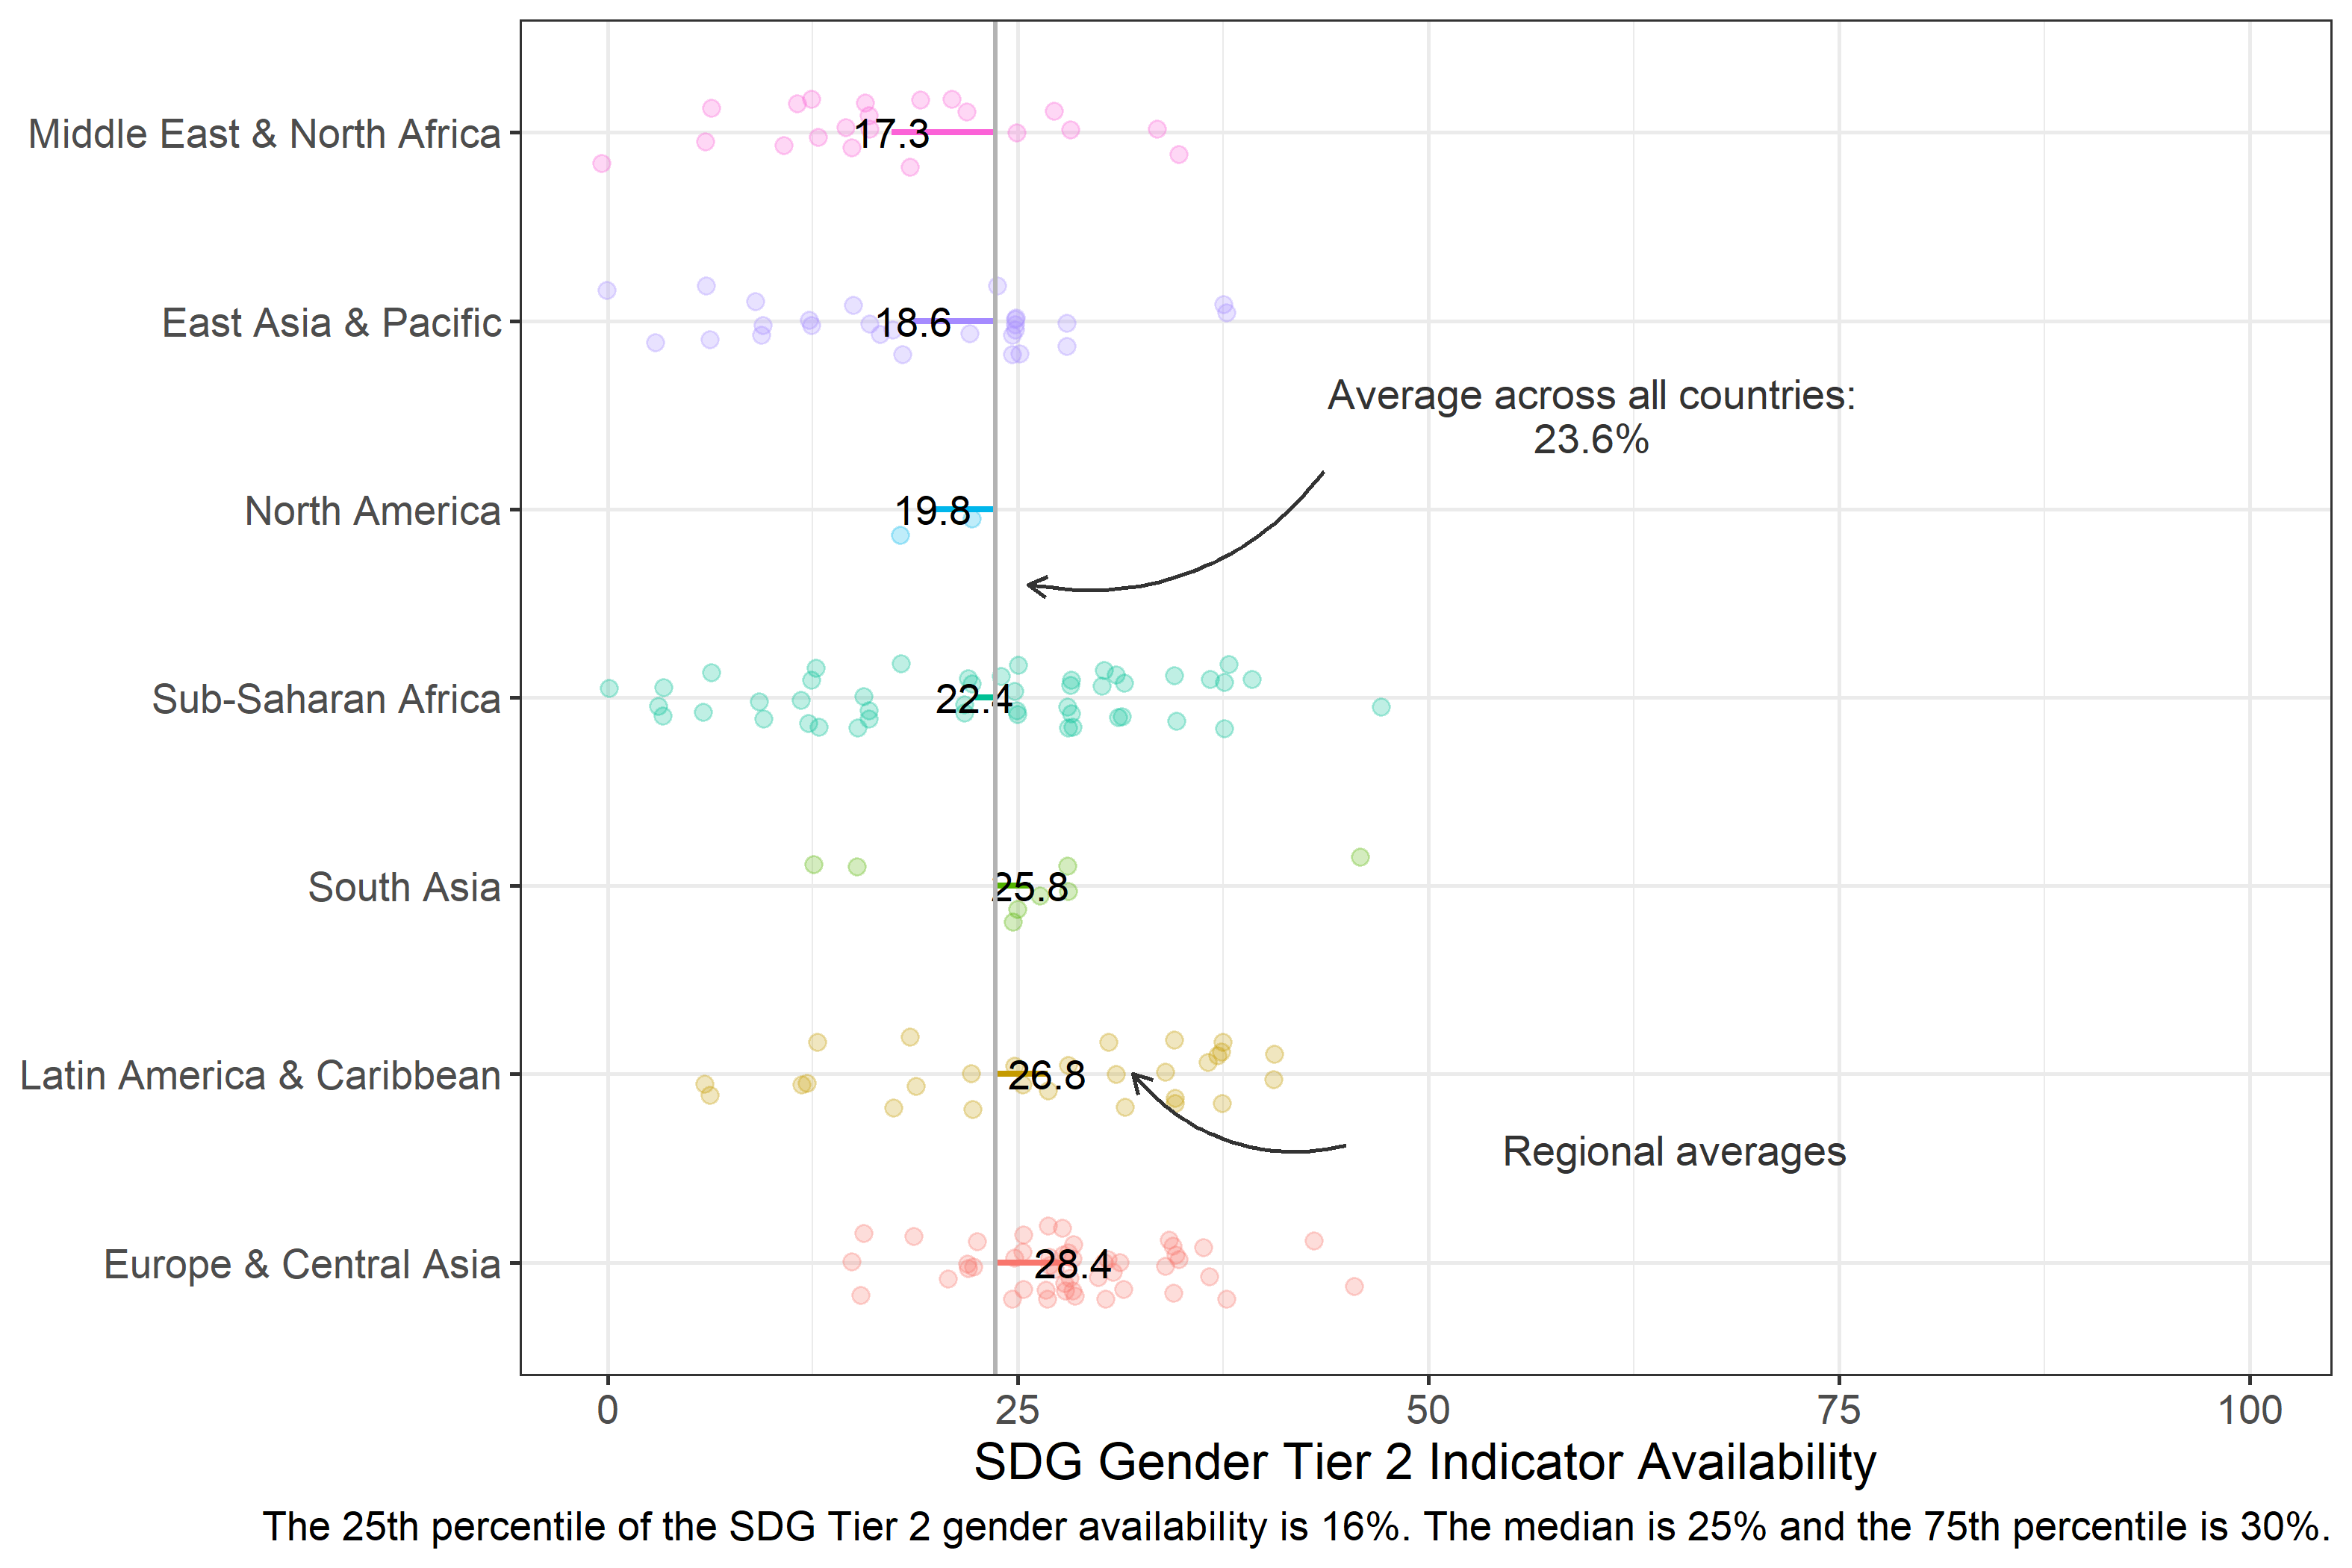 Middle East & North Africa
17.3
East Asia & Pacific
18.6
Average across all countries:
23.6%
North America
19.8
Sub-Saharan Africa
22.4
South Asia
25.8
Latin America & Caribbean
26.8
Regional averages
Europe & Central Asia
28.4
0 25 50 75 100
SDG Gender Tier 2 Indicator Availability
The 25th percentile of the SDG Tier 2 gender availability is 16%. The median is 25% and the 75th percentile is 30%.